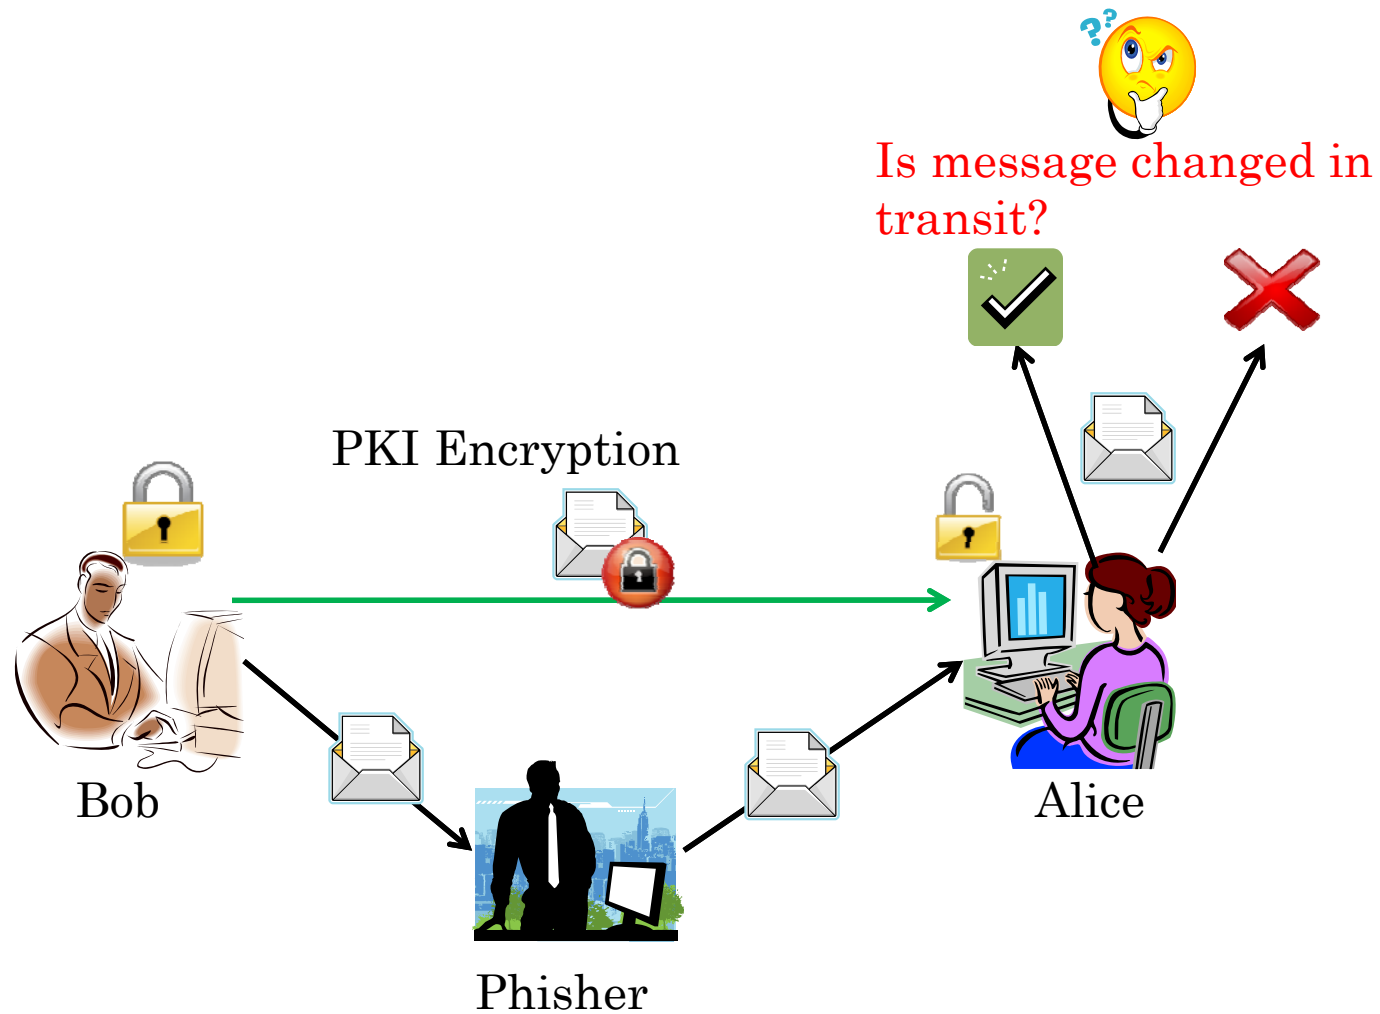 ??
Is message changed in
transit?
PKI Encryption
Bob
Alice
Phisher